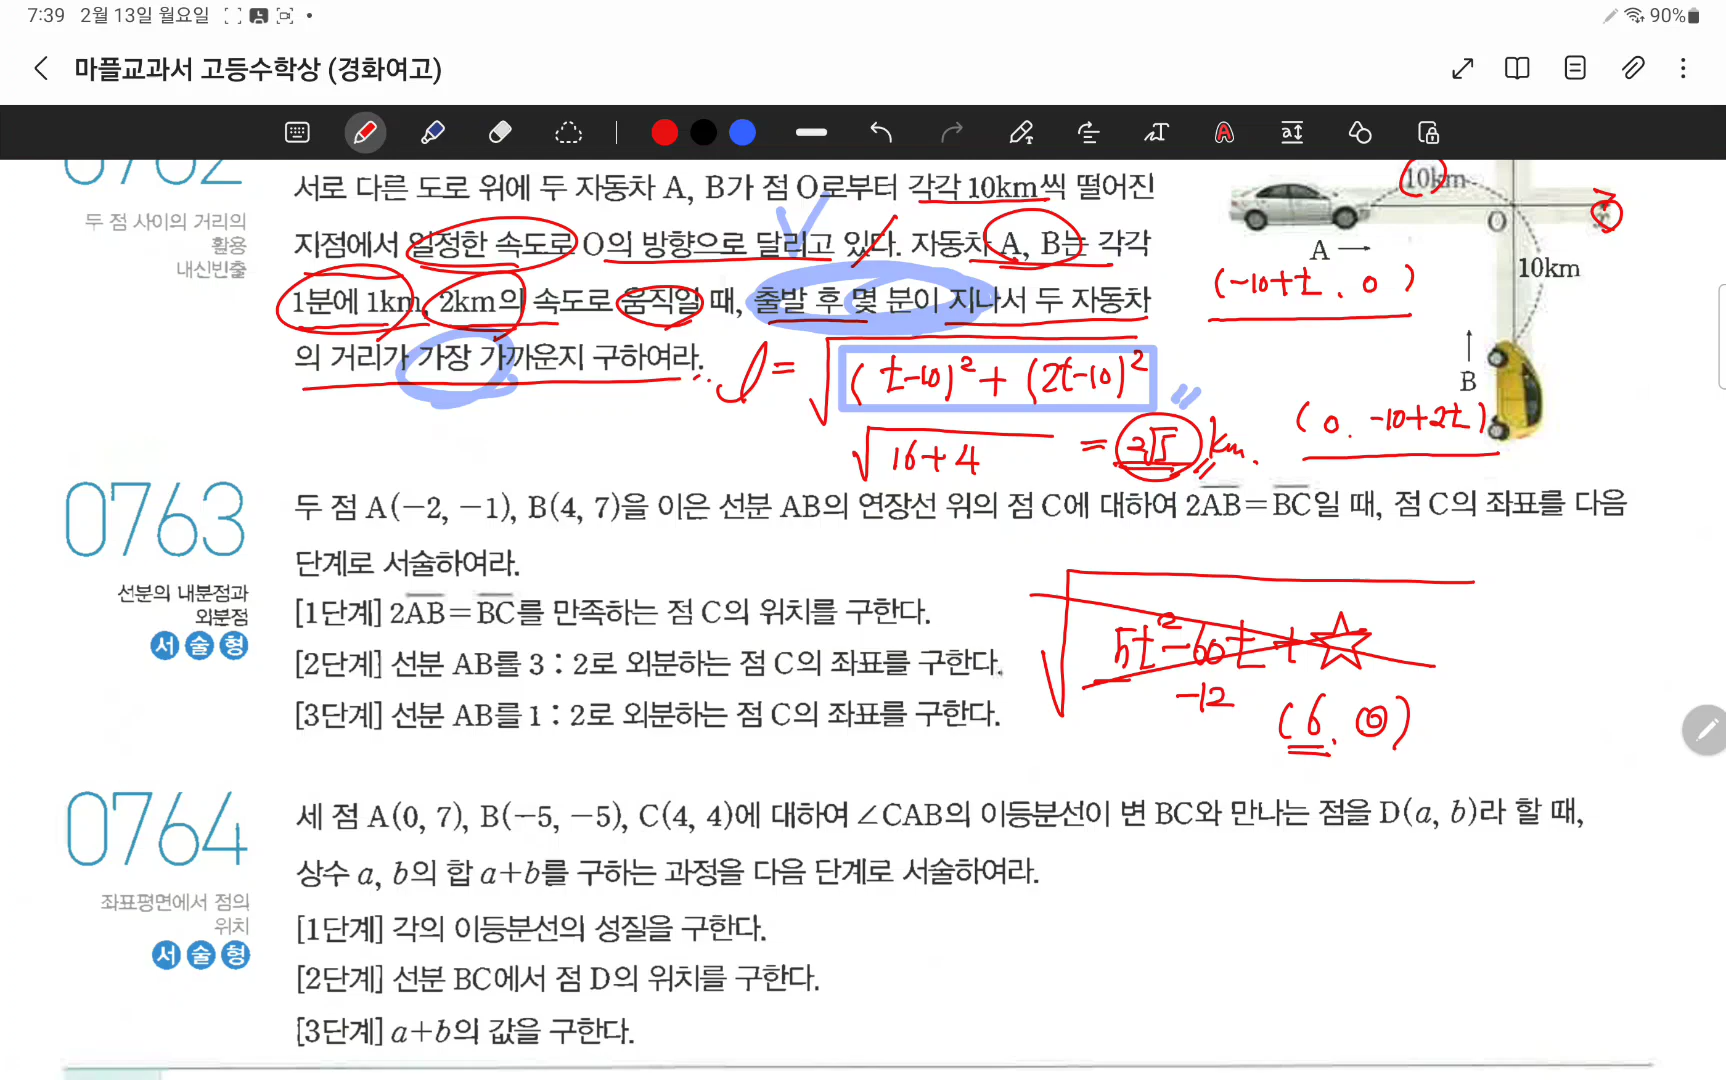 7:39 2월 13일 월요일
90%
마플교과서 고등수학상 (경화여고)
0762
두 점 사이의 거리의
활용
내신빈출
서로 다른 도로 위에 두 자동차 A, B가 점 O로부터 각각 10km씩 떨어진
지점에서 일정한 속도로 O의 방향으로 달리고 있다. 자동차 A, B는 각각
1분에 1km, 2km의 속도로 움직일 때, 출발 후 몇 분이 지나서 두 자동차
의 거리가 가장 가까운지 구하여라.
10km
O
A →
10km
B
(-10+t, 0)
(0, -10+2t)
∴ l = √((t-10)²+(2t-10)²)
√(16+4) = 2√5 km.
0763
선분의 내분점과
외분점
서술형
두 점 A(−2, −1), B(4, 7)을 이은 선분 AB의 연장선 위의 점 C에 대하여 2AB=BC일 때, 점 C의 좌표를 다음
단계로 서술하여라.
[1단계] 2AB=BC를 만족하는 점 C의 위치를 구한다.
[2단계] 선분 AB를 3 : 2로 외분하는 점 C의 좌표를 구한다.
[3단계] 선분 AB를 1 : 2로 외분하는 점 C의 좌표를 구한다.
√(5t²-60t+☆)
-12
(6, ⓪)
0764
좌표평면에서 점의
위치
서술형
세 점 A(0, 7), B(−5, −5), C(4, 4)에 대하여 ∠CAB의 이등분선이 변 BC와 만나는 점을 D(a, b)라 할 때,
상수 a, b의 합 a+b를 구하는 과정을 다음 단계로 서술하여라.
[1단계] 각의 이등분선의 성질을 구한다.
[2단계] 선분 BC에서 점 D의 위치를 구한다.
[3단계] a+b의 값을 구한다.